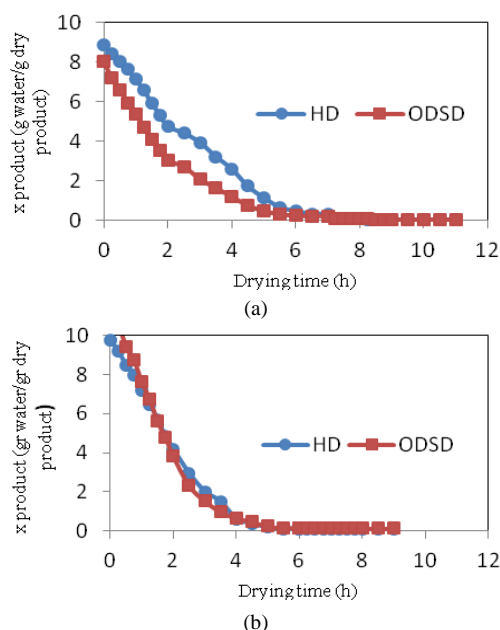 x product (g water/g dry
product)
10
8
6
4
2
0
HD ODSD
0 2 4 6 8 10 12
Drying time (h)
(a)
x product (gr water/gr dry
product)
10
8
6
4
2
0
HD ODSD
0 2 4 6 8 10 12
Drying time (h)
(b)